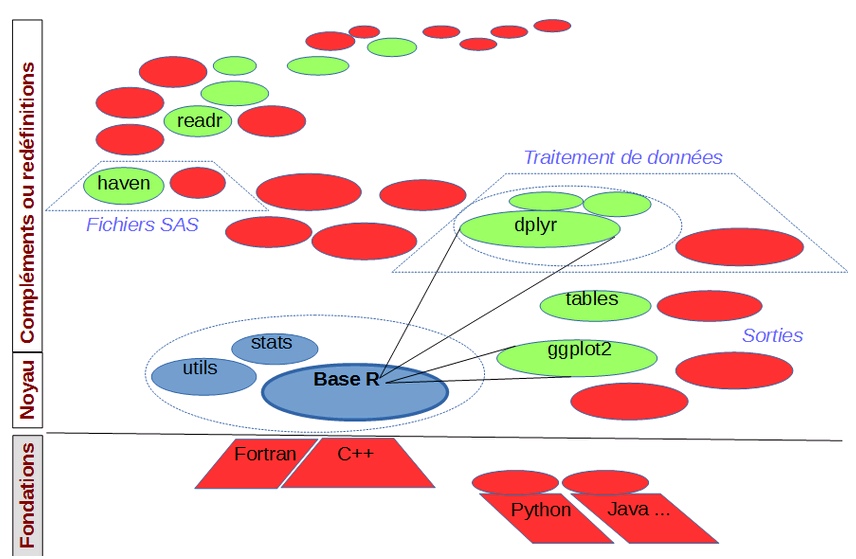 Compléments ou redéfinitions
readr
Traitement de données
haven
Fichiers SAS
dplyr
tables
Sorties
stats
ggplot2
utils
Base R
Noyau
Fondations
Fortran
C++
Python
Java ...